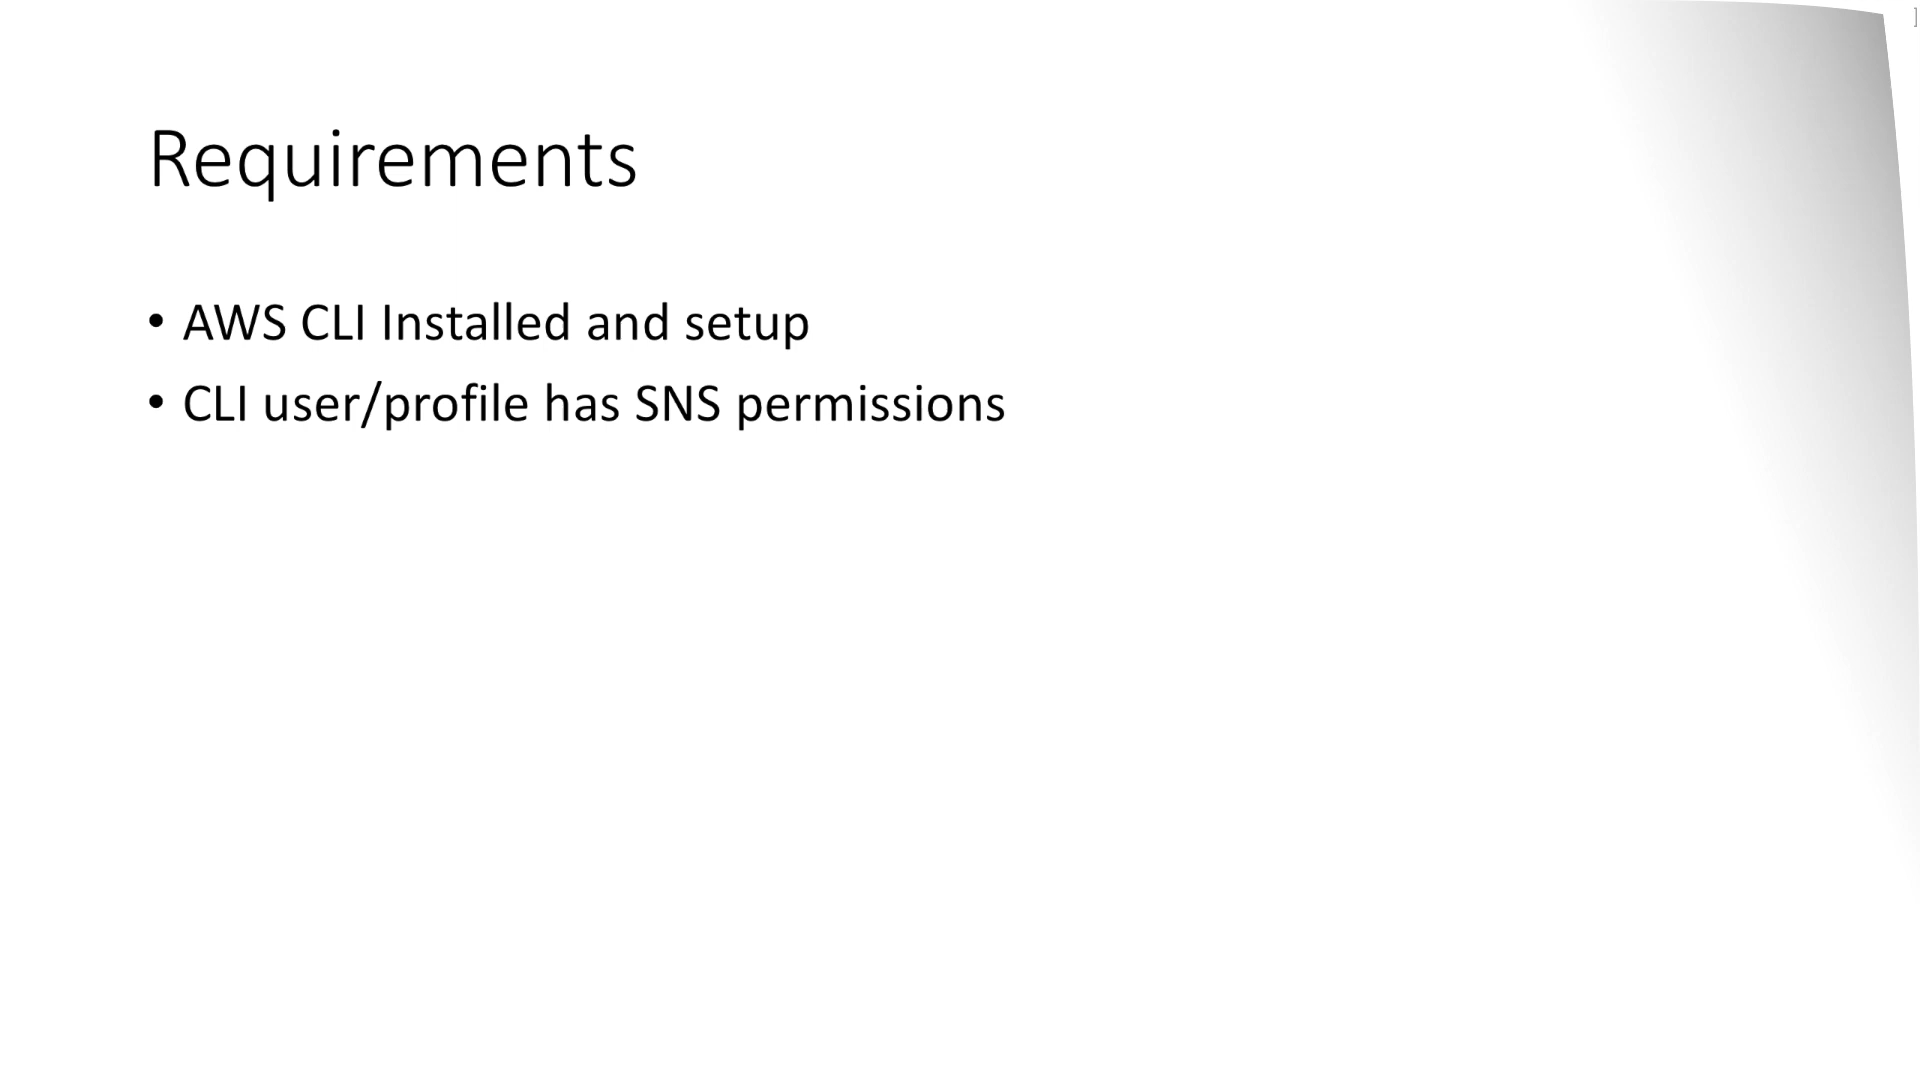 Requirements
• AWS CLI Installed and setup
• CLI user/profile has SNS permissions